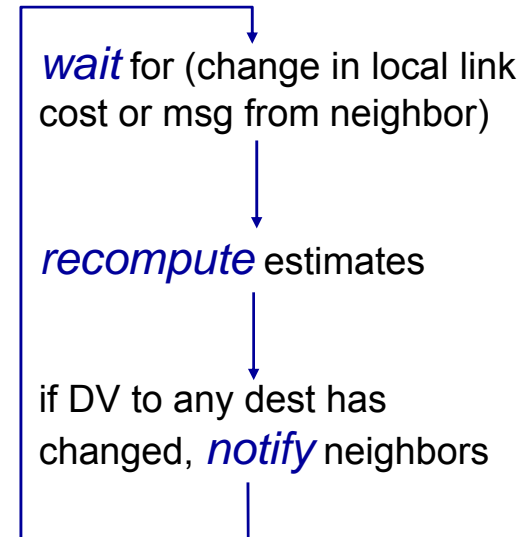 wait for (change in local link
cost or msg from neighbor)
recompute estimates
if DV to any dest has
changed, notify neighbors